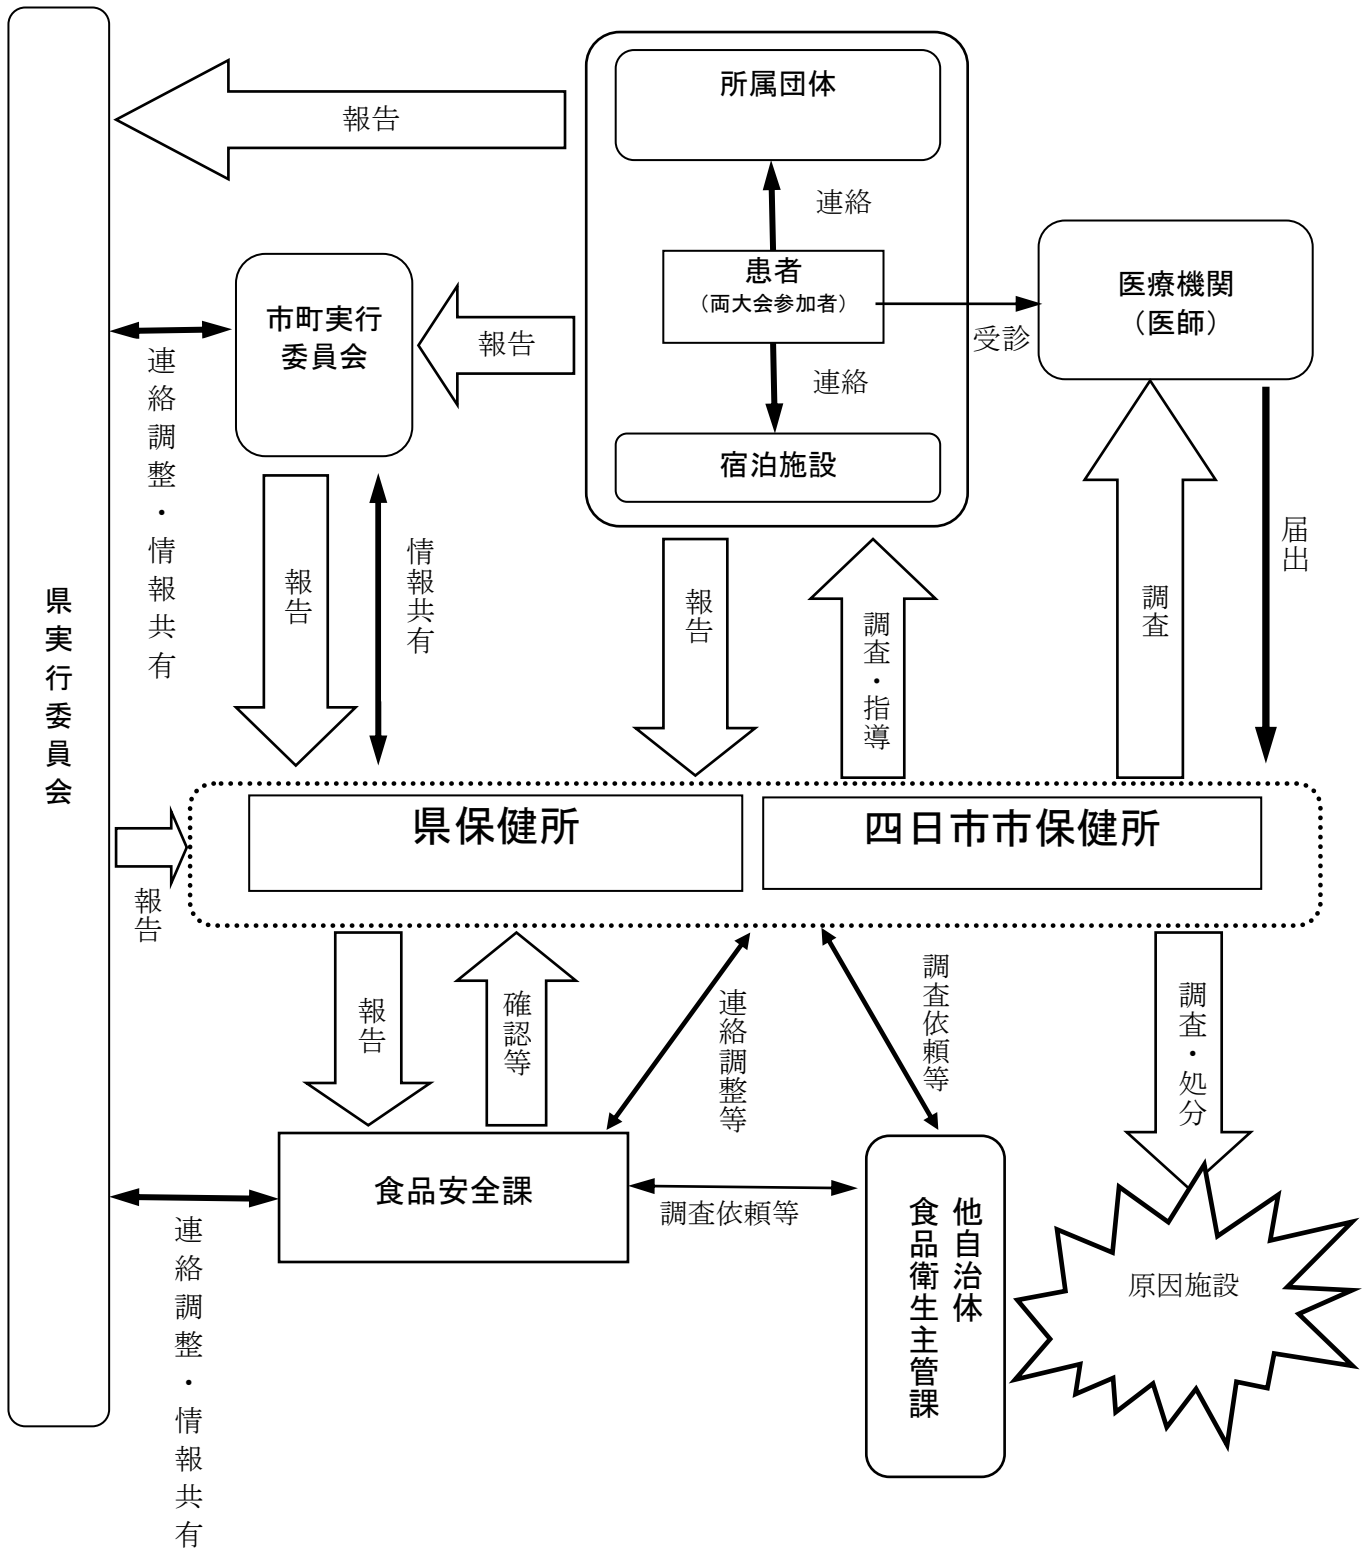 所属団体
報告
連絡
患者
（両大会参加者）
医療機関
（医師）
受診
市町実行
委員会
報告
連絡
連絡調整・情報共有
宿泊施設
届出
報告
情報共有
報告
調査・指導
調査
県実行委員会
県保健所
四日市市保健所
報告
報告
確認等
連絡調整等
調査依頼等
調査・処分
食品安全課
調査依頼等
連絡調整・情報共有
他自治体
食品衛生主管課
原因施設